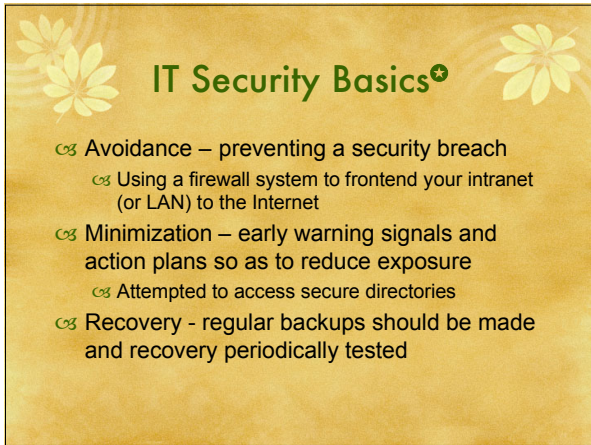 IT Security Basics✪
Avoidance – preventing a security breach
Using a firewall system to frontend your intranet
(or LAN) to the Internet
Minimization – early warning signals and
action plans so as to reduce exposure
Attempted to access secure directories
Recovery - regular backups should be made
and recovery periodically tested